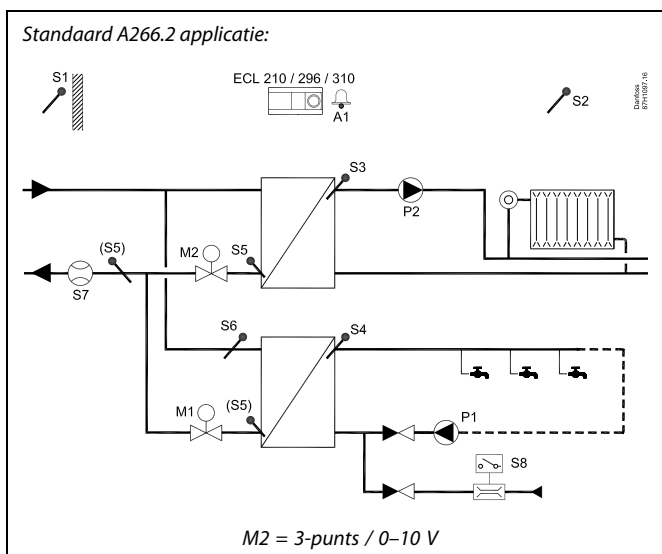 Standaard A266.2 applicatie:
S1
ECL 210 / 296 / 310
A1
S2
Danfoss
87H1097.16
S3
P2
(S5)
M2
S5
S7
S6
S4
M1
(S5)
P1
S8
M2 = 3-punts / 0–10 V